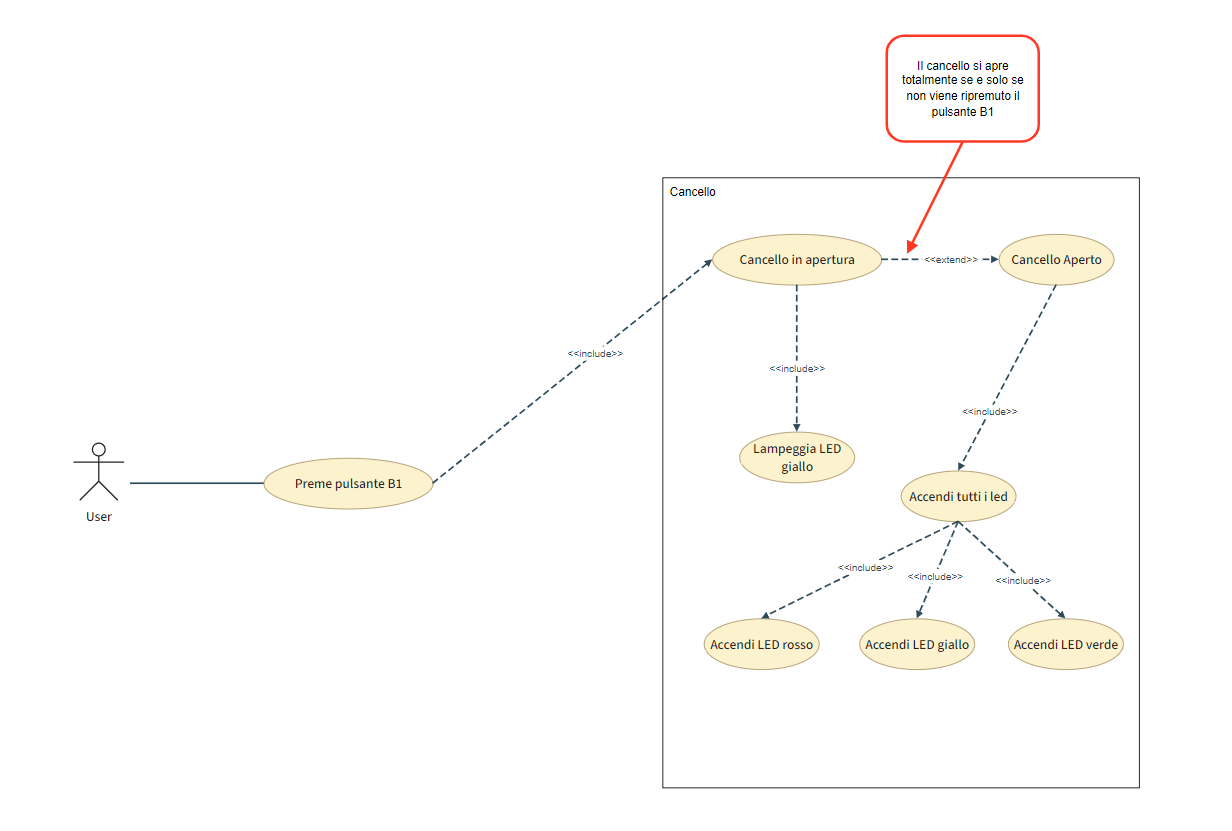 Il cancello si apre
totalmente se e solo se
non viene ripremuto il
pulsante B1
Cancello
Cancello in apertura
<<extend>>
Cancello Aperto
<<include>>
<<include>>
<<include>>
Lampeggia LED
giallo
Preme pulsante B1
User
Accendi tutti i led
<<include>>
<<include>>
<<include>>
Accendi LED rosso
Accendi LED giallo
Accendi LED verde